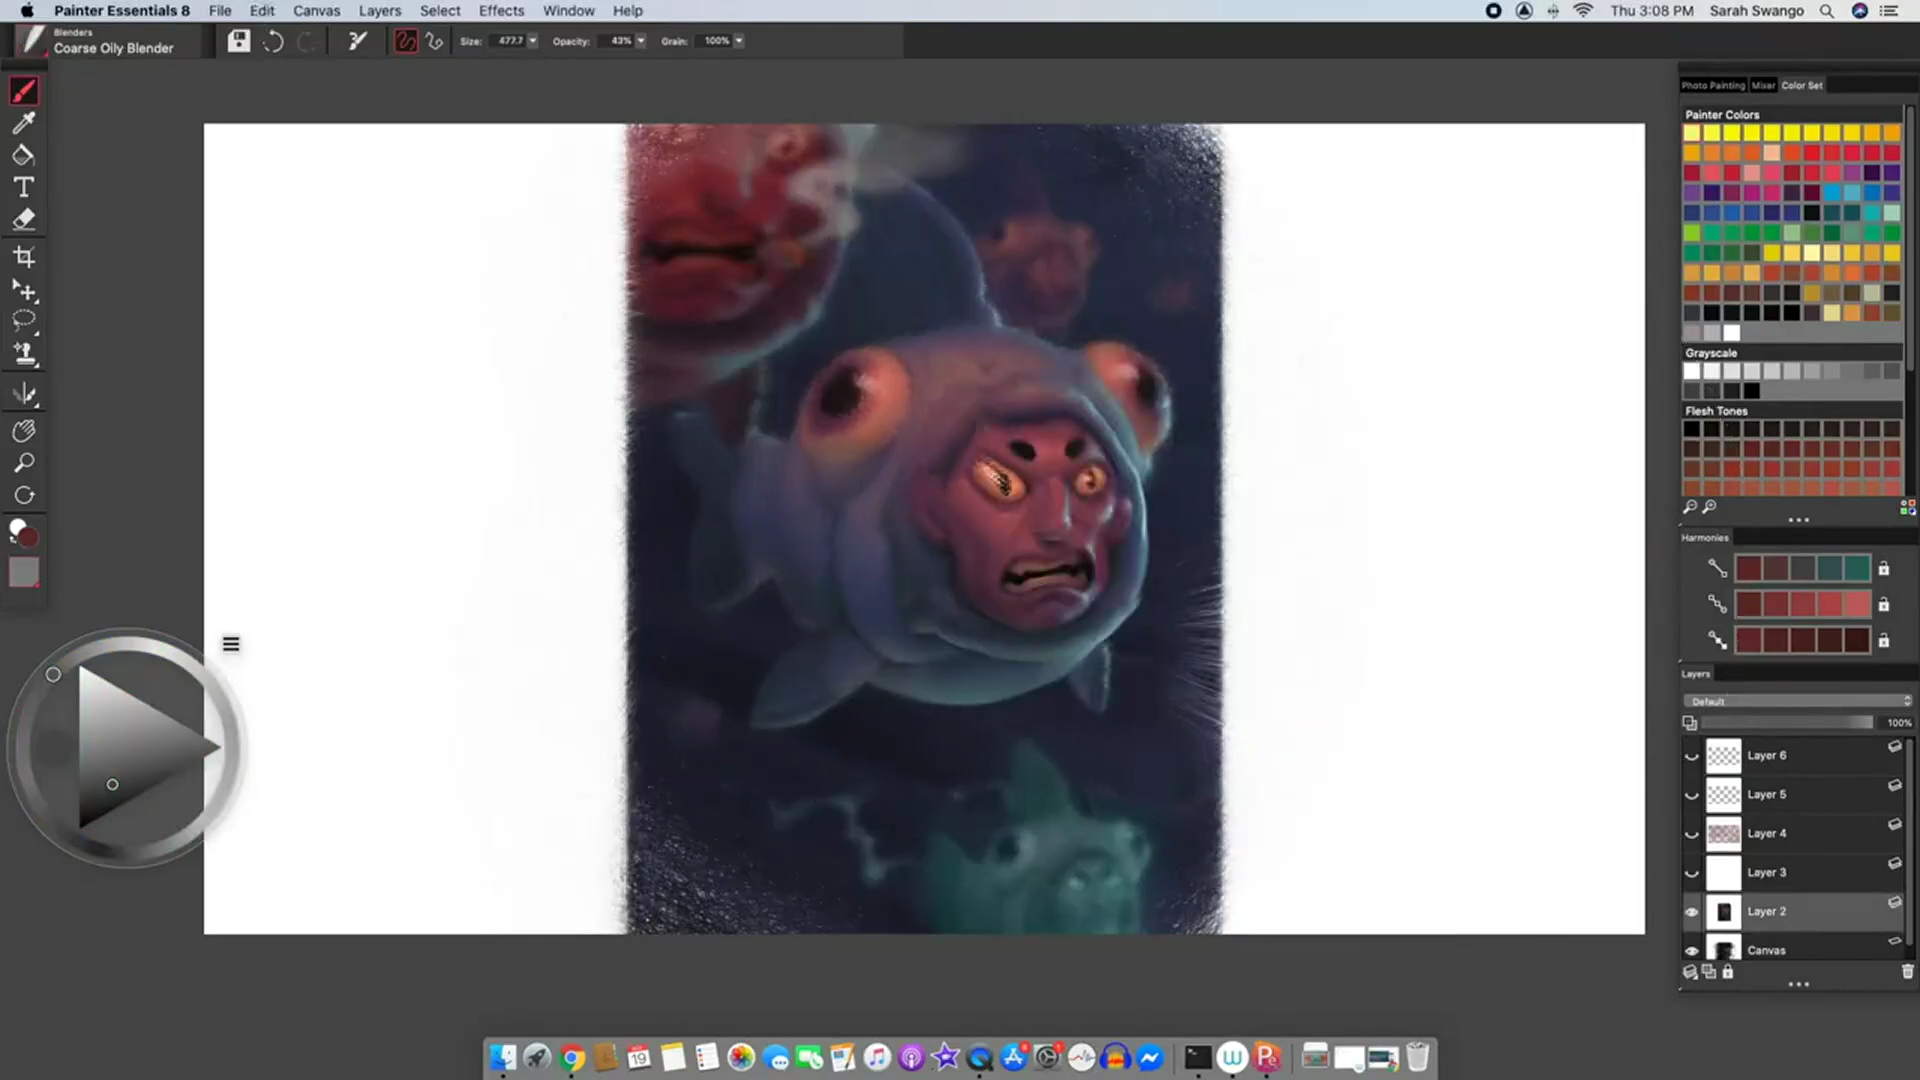 Painter Essentials 8 File Edit Canvas Layers Select Effects Window Help Thu 3:08 PM Sarah Swango
Blenders
Coarse Oily Blender
Size: 477.7 Opacity: 43% Grain: 100%
Photo Painting Mixer Color Set
Painter Colors
Grayscale
Flesh Tones
Harmonies
Layers
Default
100%
Layer 6
Layer 5
Layer 4
Layer 3
Layer 2
Canvas